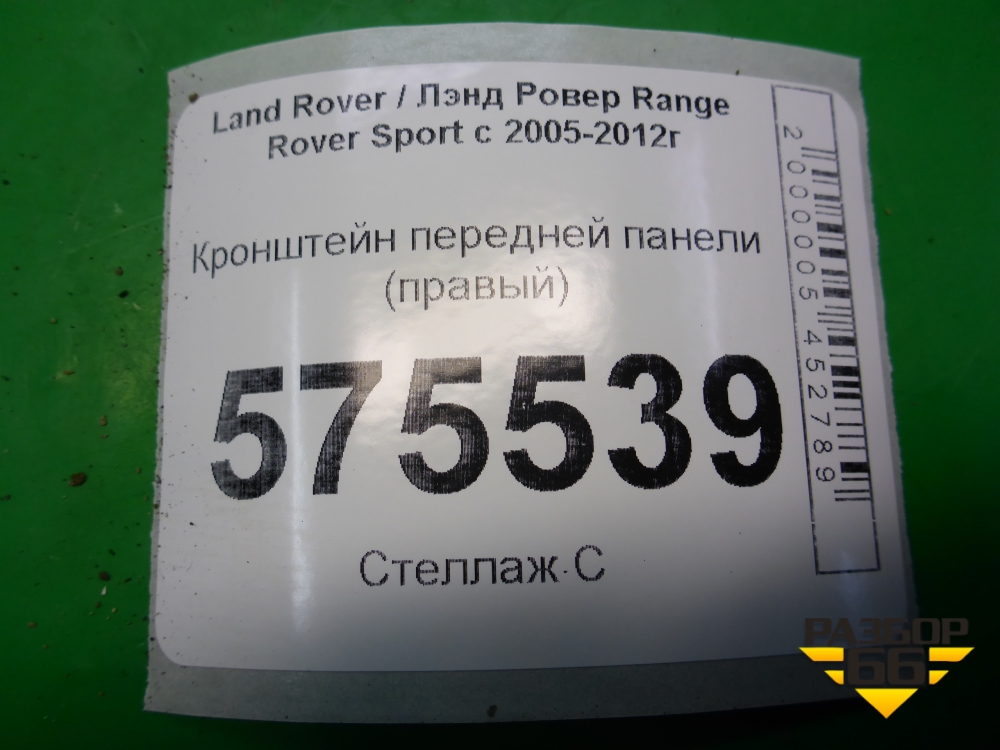 Land Rover / Лэнд Ровер Range
Rover Sport с 2005-2012г
Кронштейн передней панели
(правый)
575539
Стеллаж С
2000005452789
РАЗБОР
66